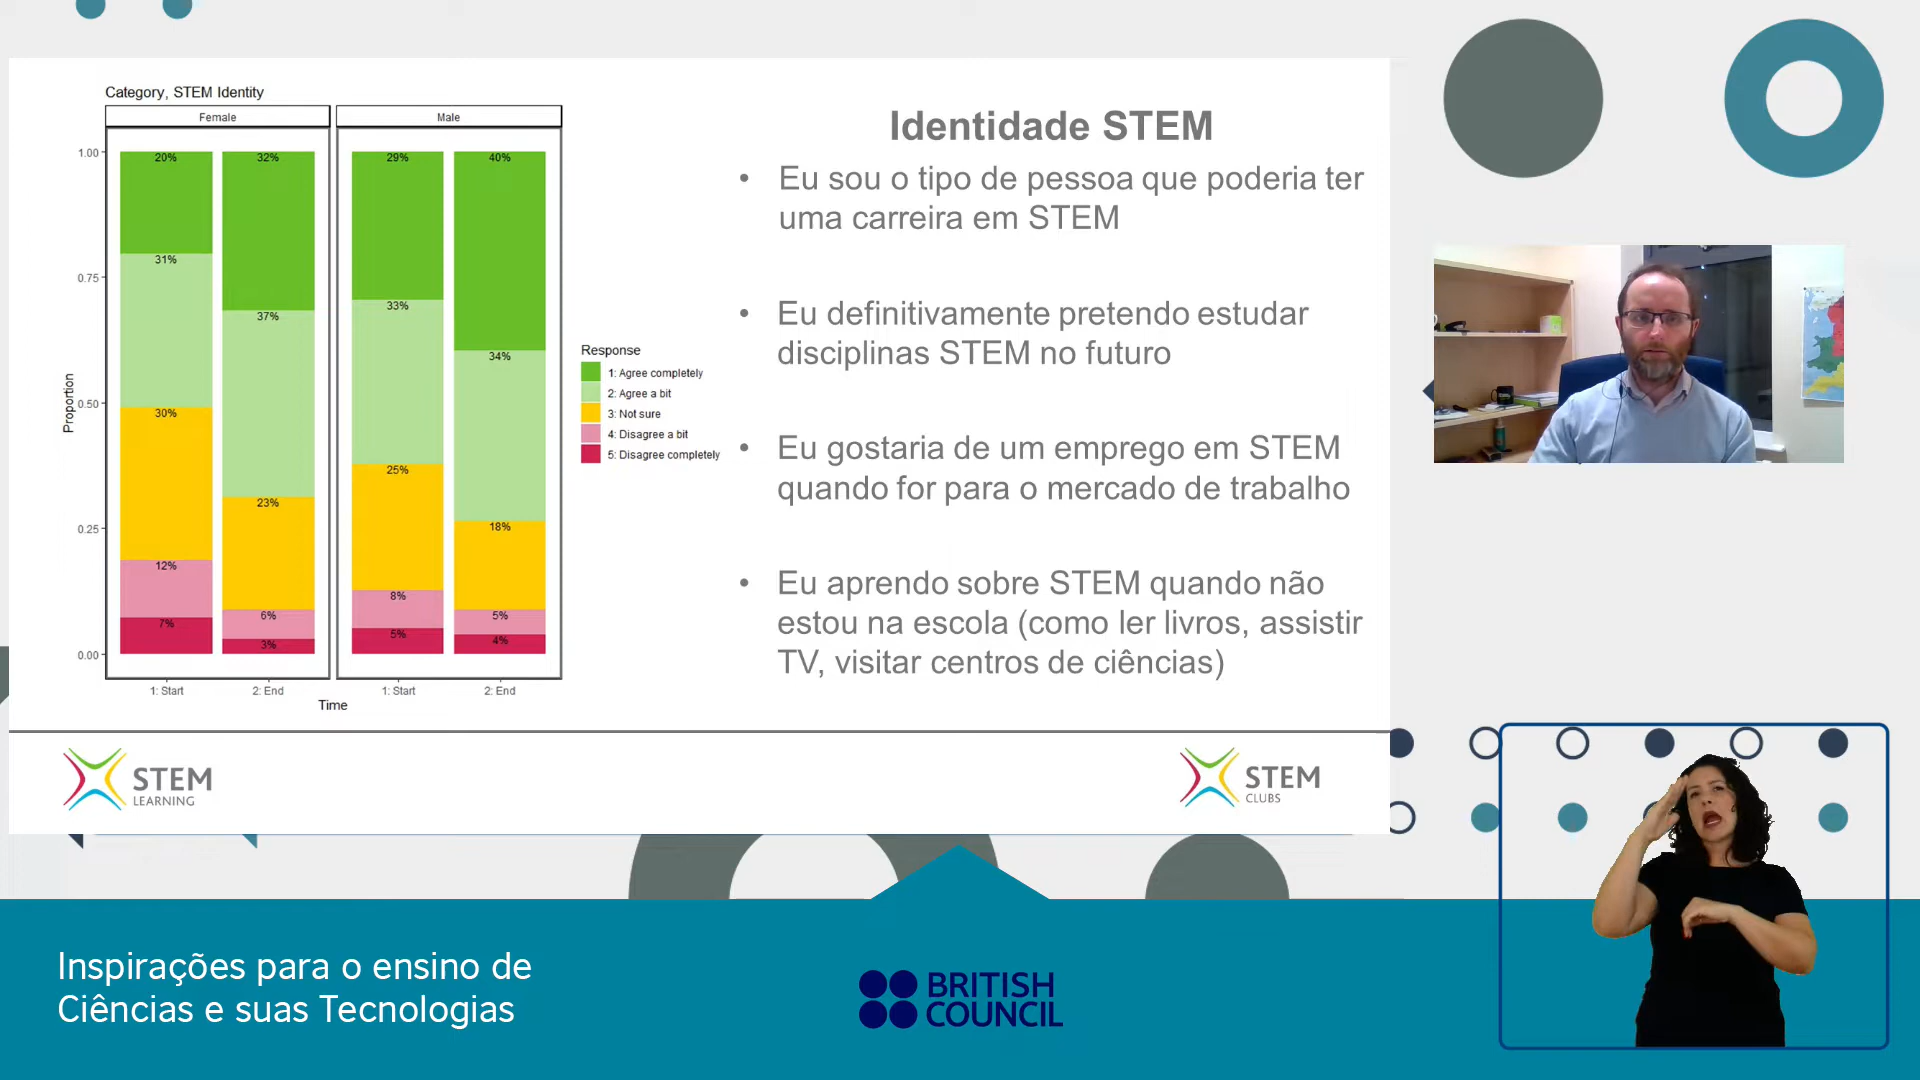 Category, STEM Identity
Female
Male
1.00
0.75
0.50
0.25
0.00
Proportion
20%
31%
30%
12%
7%
32%
37%
23%
6%
3%
29%
33%
25%
8%
5%
40%
34%
18%
5%
4%
1: Start
2: End
1: Start
2: End
Time
Response
1: Agree completely
2: Agree a bit
3: Not sure
4: Disagree a bit
5: Disagree completely
Identidade STEM
• Eu sou o tipo de pessoa que poderia ter
uma carreira em STEM
• Eu definitivamente pretendo estudar
disciplinas STEM no futuro
• Eu gostaria de um emprego em STEM
quando for para o mercado de trabalho
• Eu aprendo sobre STEM quando não
estou na escola (como ler livros, assistir
TV, visitar centros de ciências)
STEM
LEARNING
STEM
CLUBS
Inspirações para o ensino de
Ciências e suas Tecnologias
BRITISH
COUNCIL